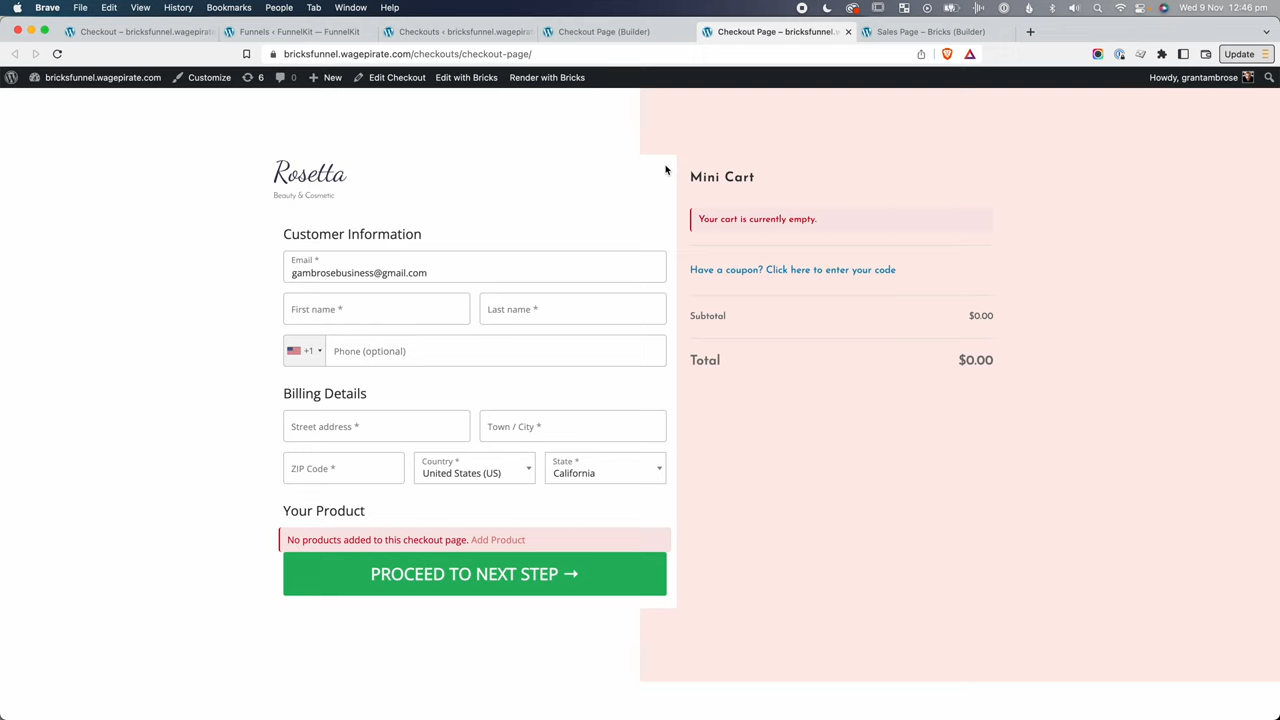 Brave File Edit View History Bookmarks People Tab Window Help
Wed 9 Nov 12:46 pm
Checkout – bricksfunnel.wagepirate
Funnels ‹ FunnelKit — FunnelKit
Checkouts ‹ bricksfunnel.wagepirate
Checkout Page (Builder)
Checkout Page – bricksfunnel.w
Sales Page – Bricks (Builder)
bricksfunnel.wagepirate.com/checkouts/checkout-page/
Update
bricksfunnel.wagepirate.com Customize 6 0 New Edit Checkout Edit with Bricks Render with Bricks Howdy, grantambrose
Rosetta
Beauty & Cosmetic
Customer Information
Email *
gambrosebusiness@gmail.com
First name * Last name *
+1 Phone (optional)
Billing Details
Street address * Town / City *
ZIP Code *
Country *
United States (US)
State *
California
Your Product
No products added to this checkout page. Add Product
PROCEED TO NEXT STEP →
Mini Cart
Your cart is currently empty.
Have a coupon? Click here to enter your code
Subtotal $0.00
Total $0.00